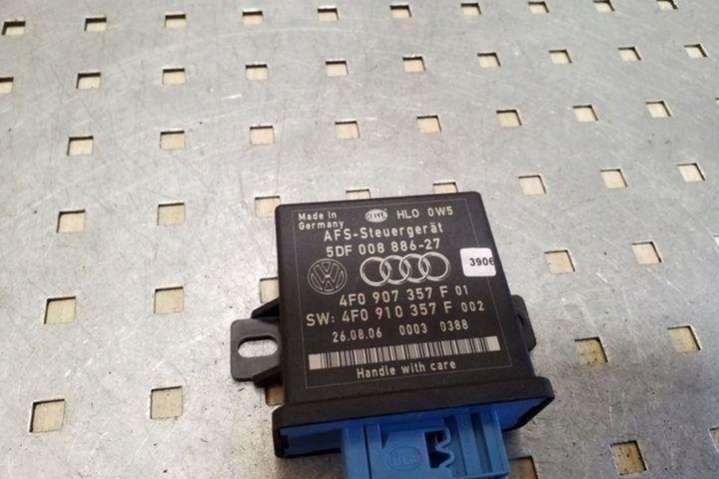 Made in
Germany
HELLA HLO 0W5
AFS-Steuergerät
5DF 008 886-27
3906
4F0 907 357 F 01
SW: 4F0 910 357 F 002
26.08.06 0003 0388
Handle with care